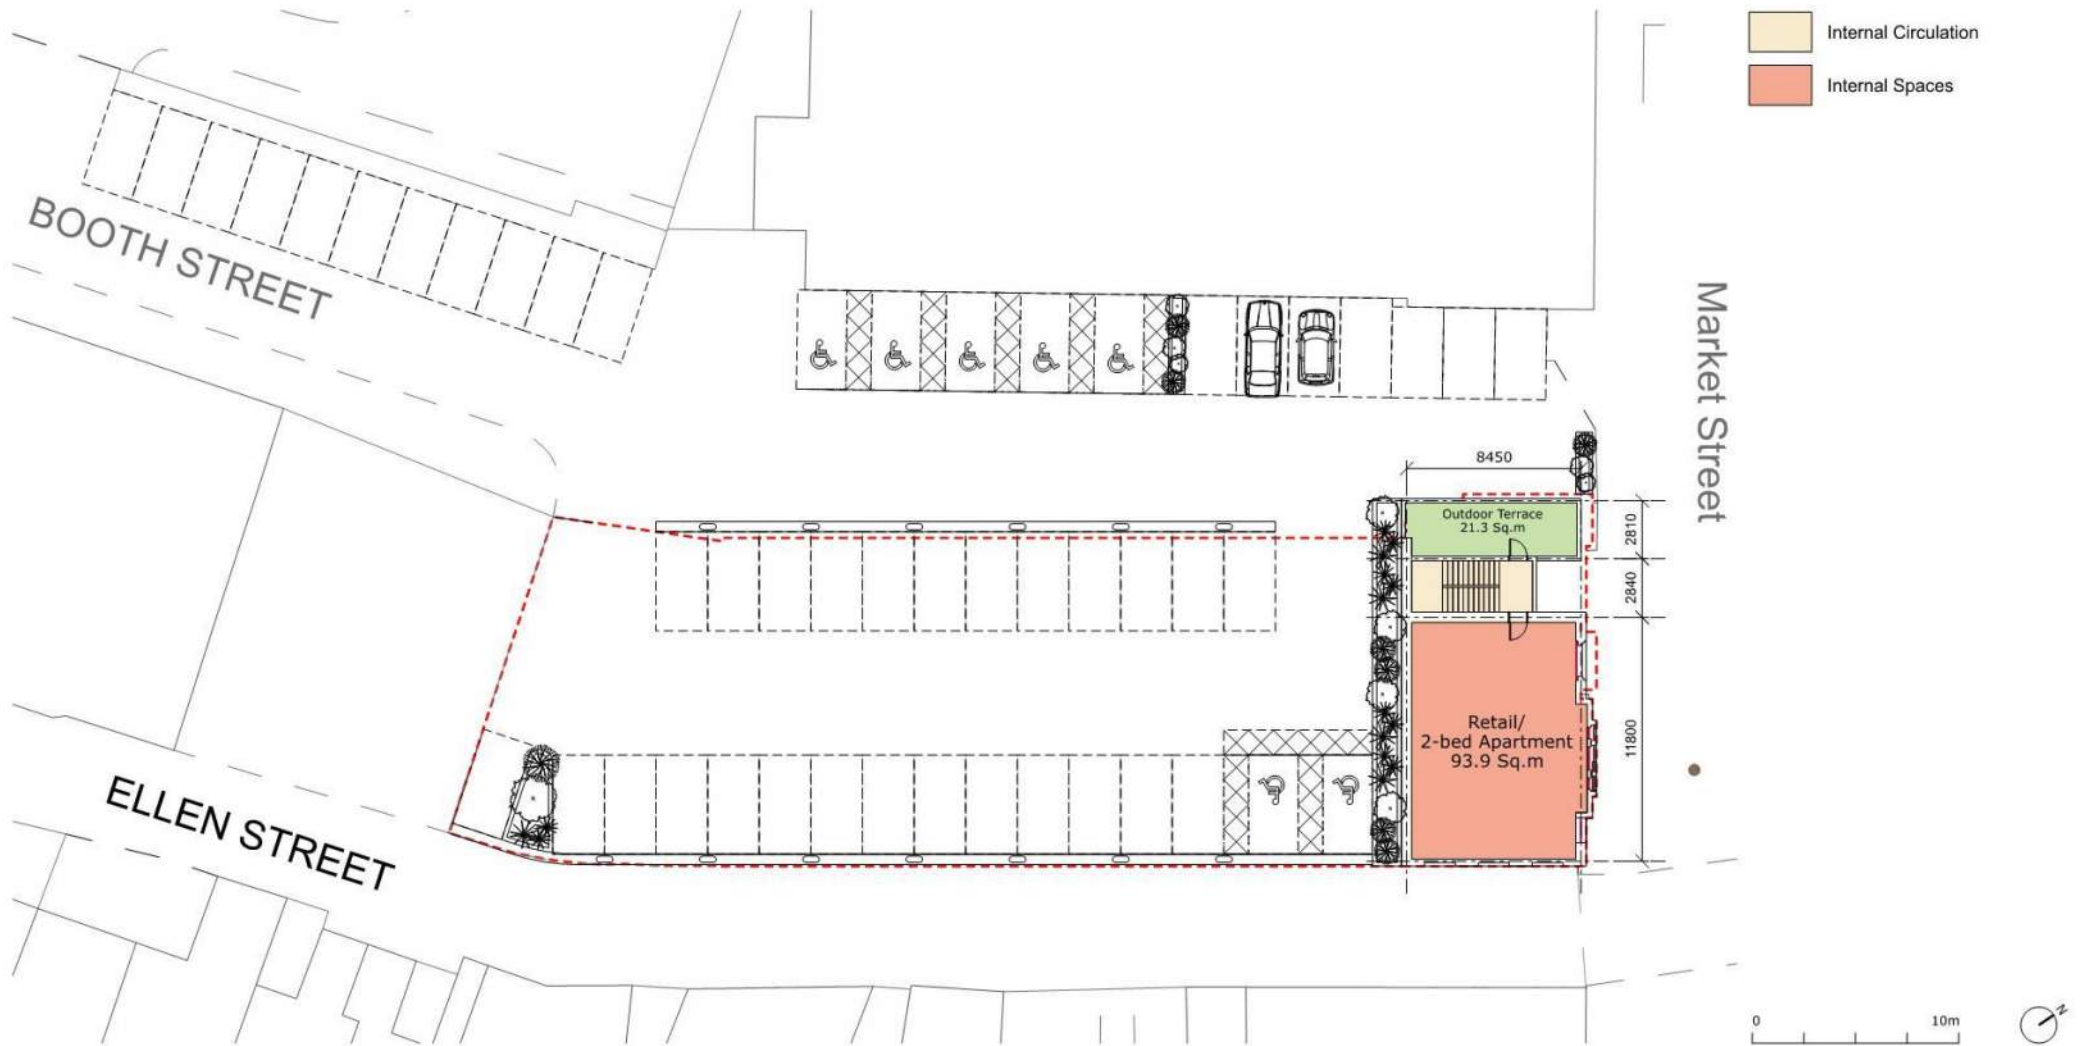 Internal Circulation
Internal Spaces
BOOTH STREET
Market Street
8450
Outdoor Terrace
21.3 Sq.m
2810
2840
Retail/
2-bed Apartment
93.9 Sq.m
11800
ELLEN STREET
0
10m
N